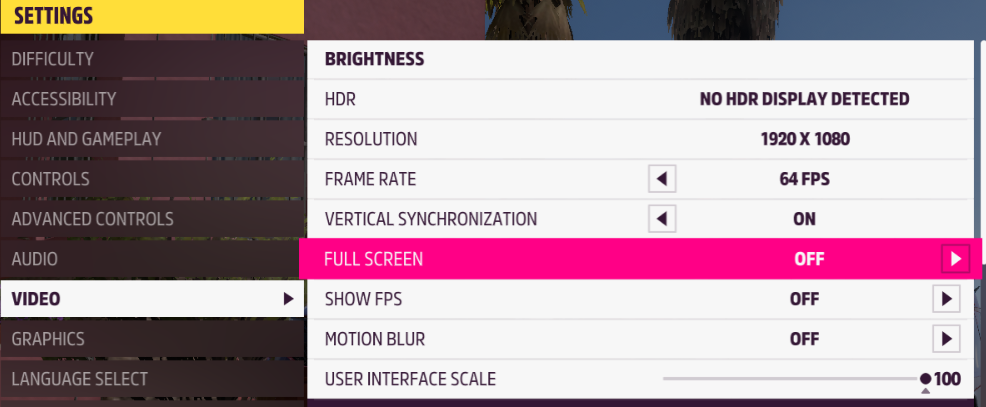 SETTINGS
DIFFICULTY
ACCESSIBILITY
HUD AND GAMEPLAY
CONTROLS
ADVANCED CONTROLS
AUDIO
VIDEO
GRAPHICS
LANGUAGE SELECT
BRIGHTNESS
HDR NO HDR DISPLAY DETECTED
RESOLUTION 1920 X 1080
FRAME RATE 64 FPS
VERTICAL SYNCHRONIZATION ON
FULL SCREEN OFF
SHOW FPS OFF
MOTION BLUR OFF
USER INTERFACE SCALE 100